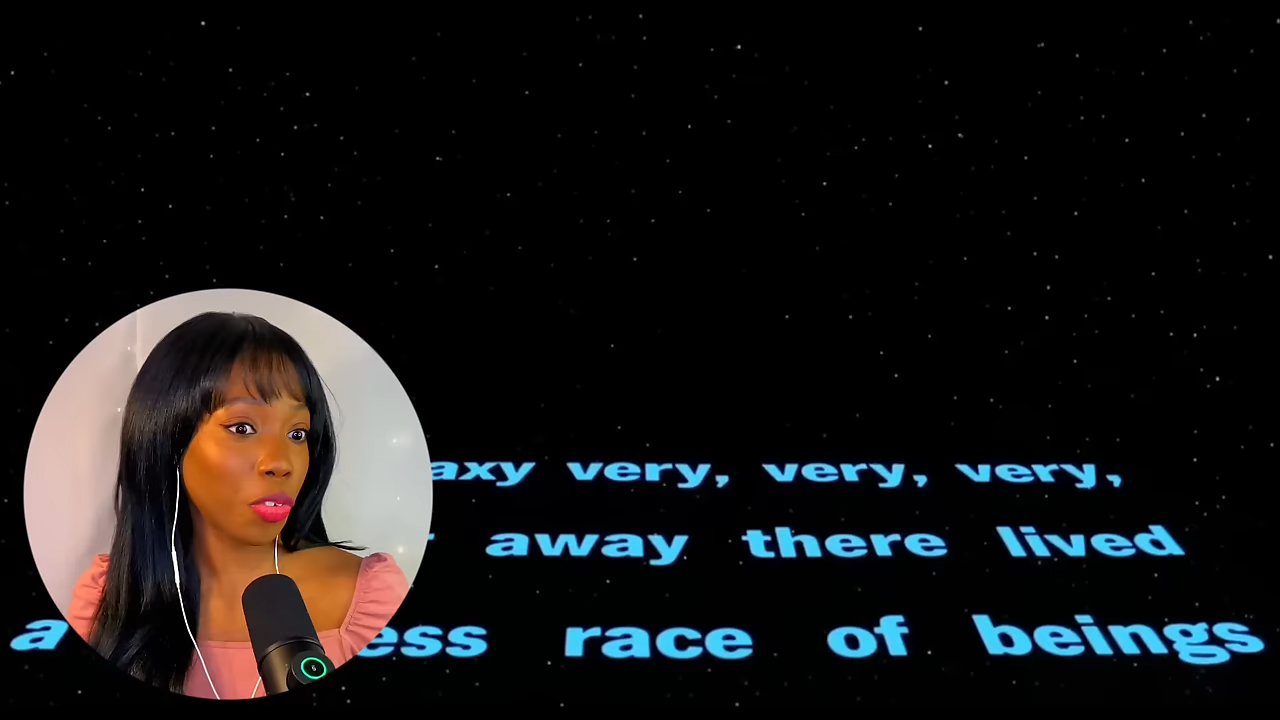 axy very, very, very,
away there lived
a ess race of beings